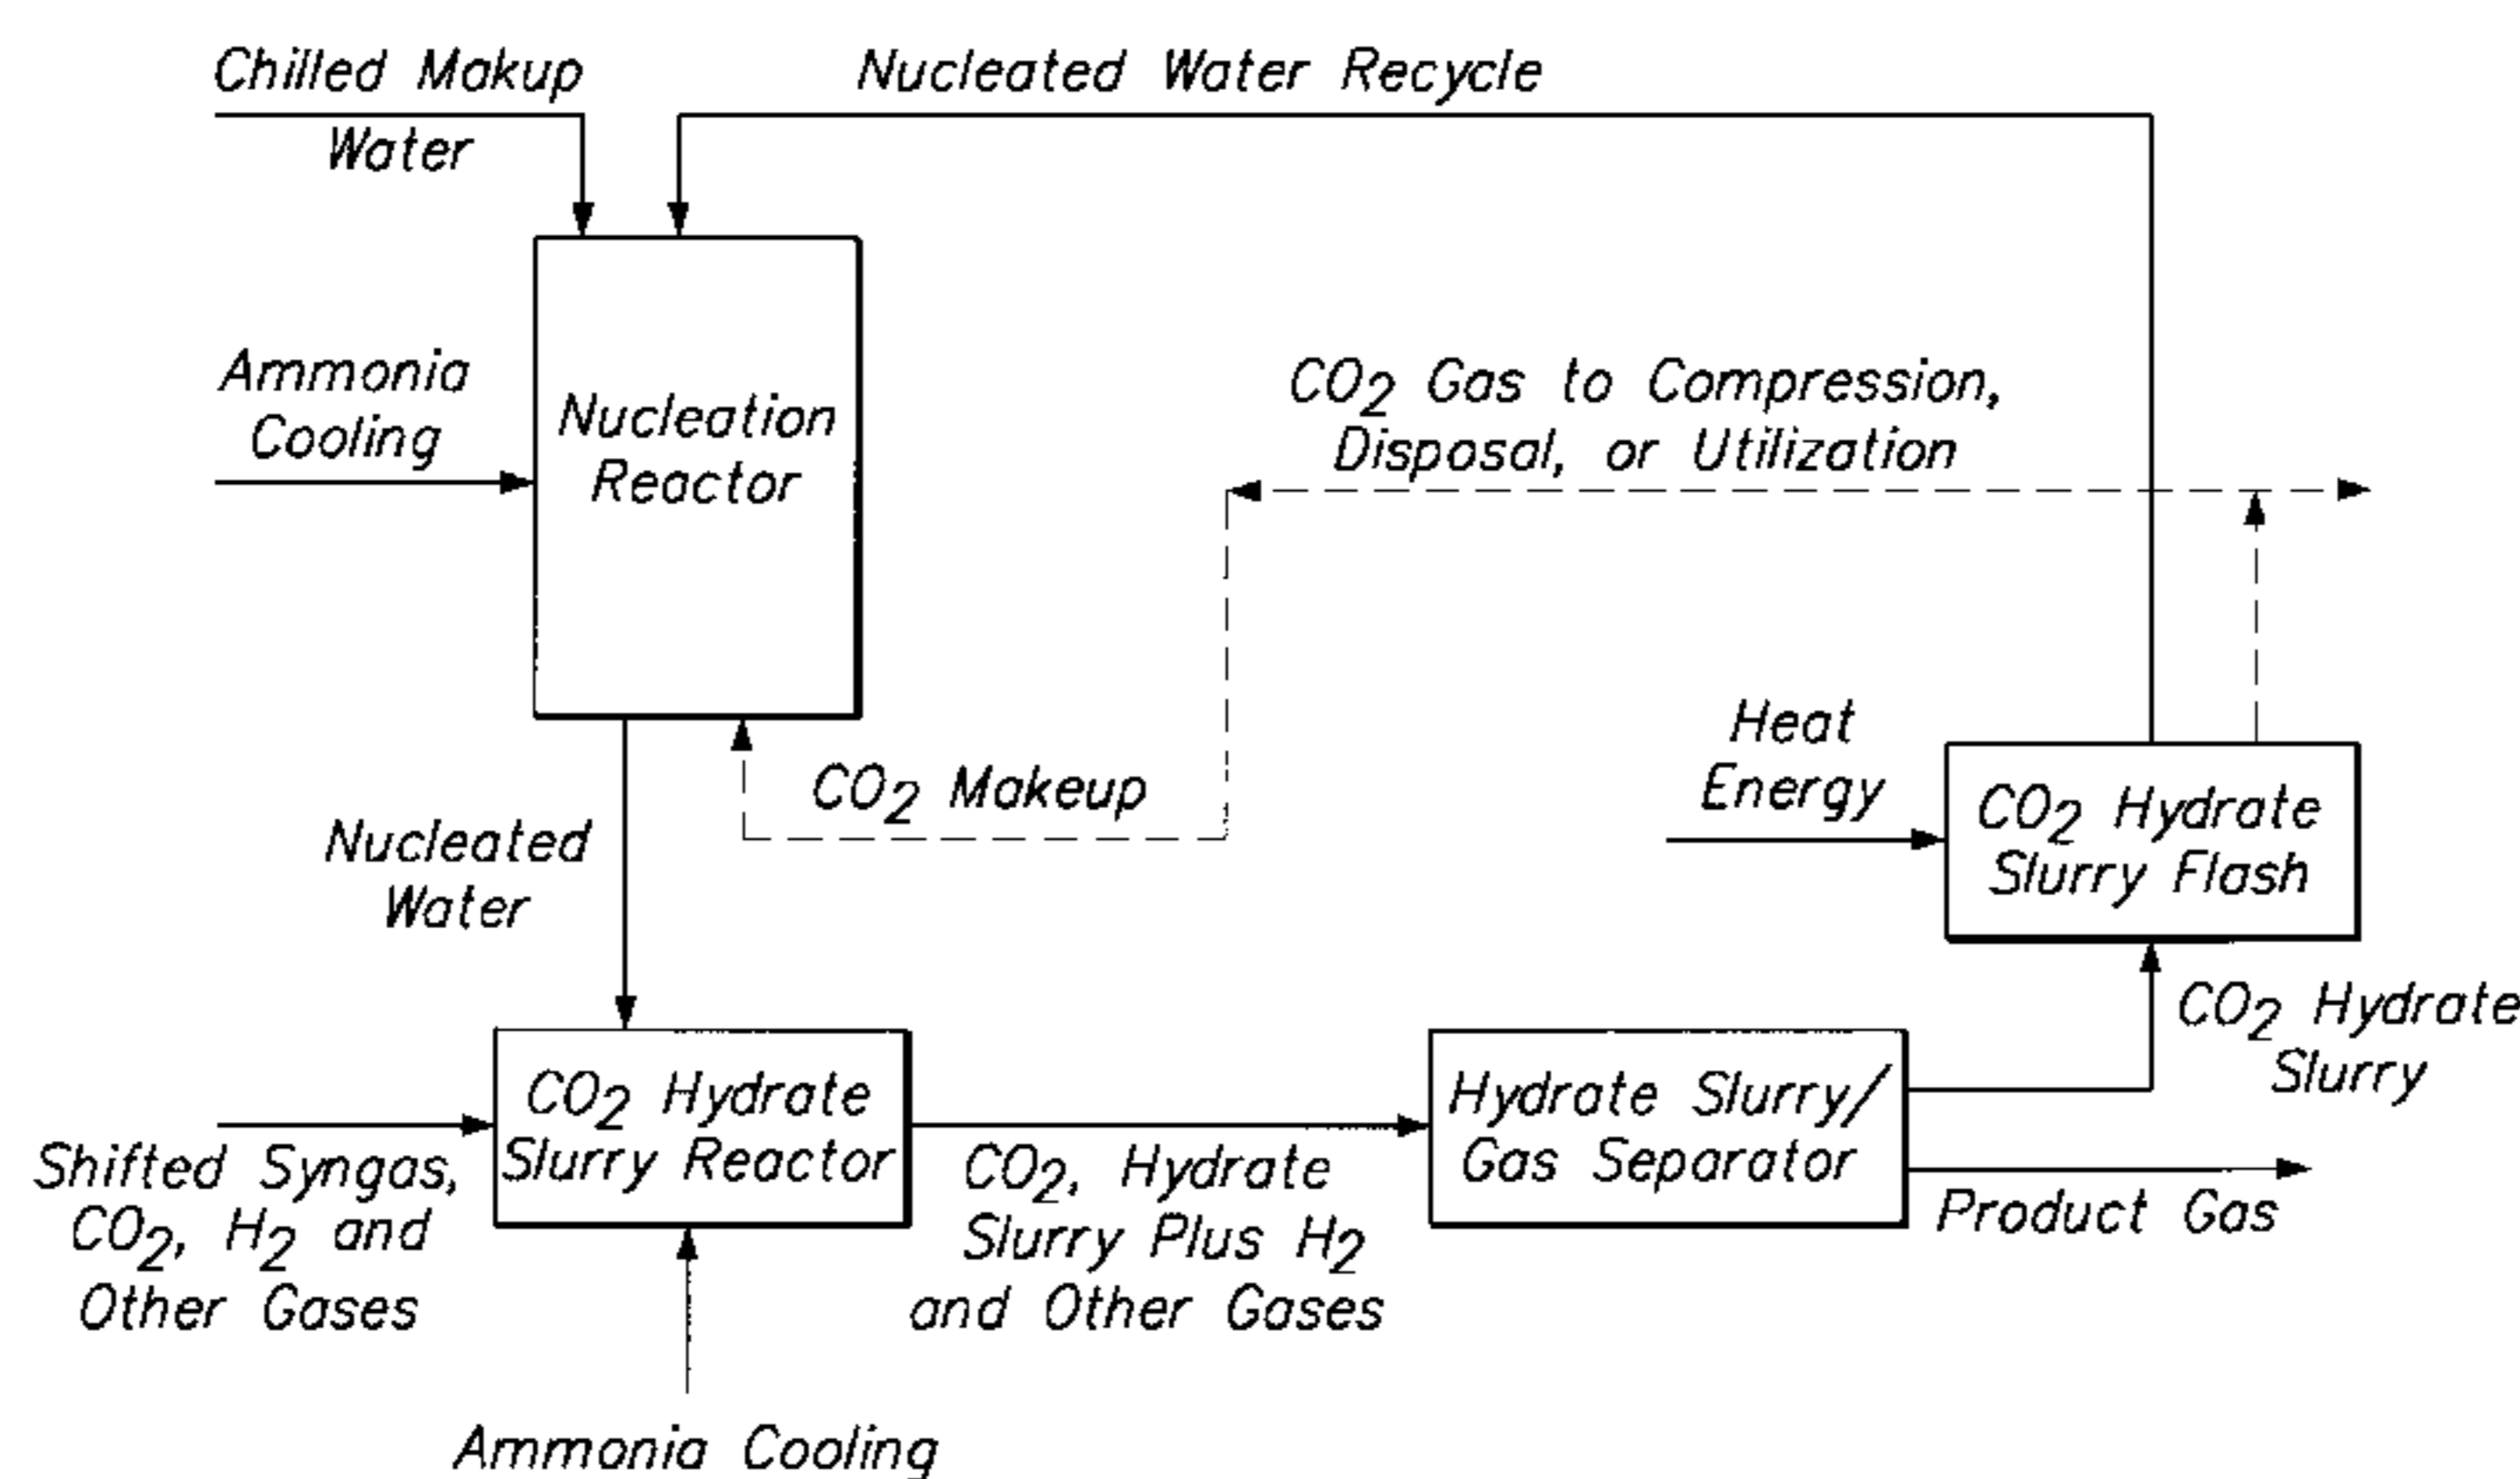 Chilled Makup
Water
Nucleated Water Recycle
Ammonia
Cooling
Nucleation
Reactor
CO2 Gas to Compression,
Disposal, or Utilization
CO2 Makeup
Heat
Energy
CO2 Hydrate
Slurry Flash
Nucleated
Water
CO2 Hydrate
Slurry
CO2 Hydrate
Slurry Reactor
Hydrate Slurry/
Gas Separator
Shifted Syngas,
CO2, H2 and
Other Gases
CO2, Hydrate
Slurry Plus H2
and Other Gases
Product Gas
Ammonia Cooling